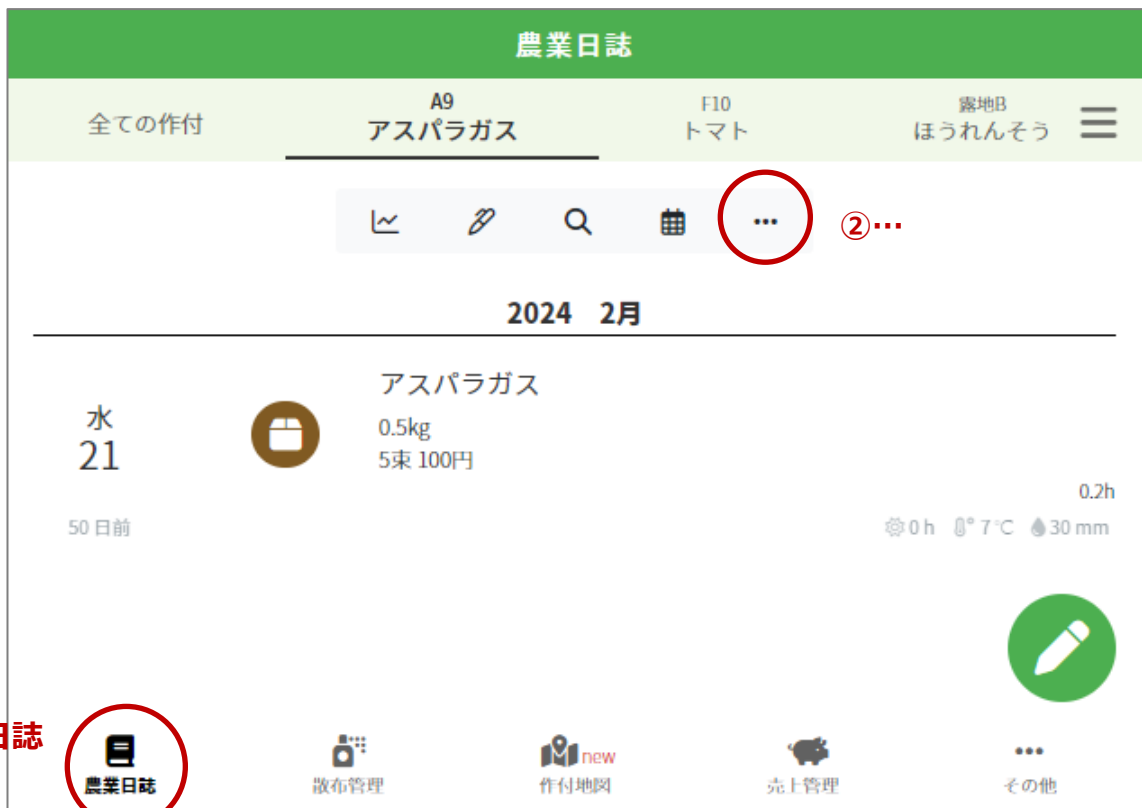 農業日誌
全ての作付
A9
アスパラガス
F10
トマト
露地B
ほうれんそう
②…
2024 2月
水
21
アスパラガス
0.5kg
5束 100円
0.2h
50 日前
0 h 7℃ 30 mm
日誌
農業日誌
散布管理
new
作付地図
売上管理
その他